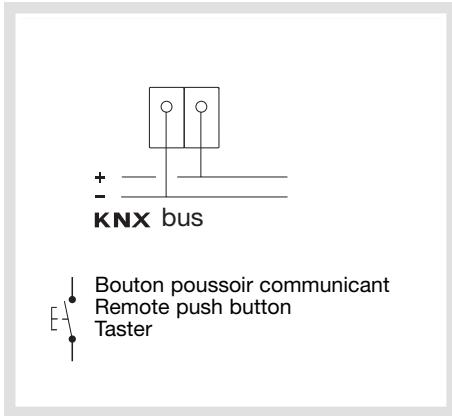 +
–
KNX bus
Bouton poussoir communicant
Remote push button
Taster